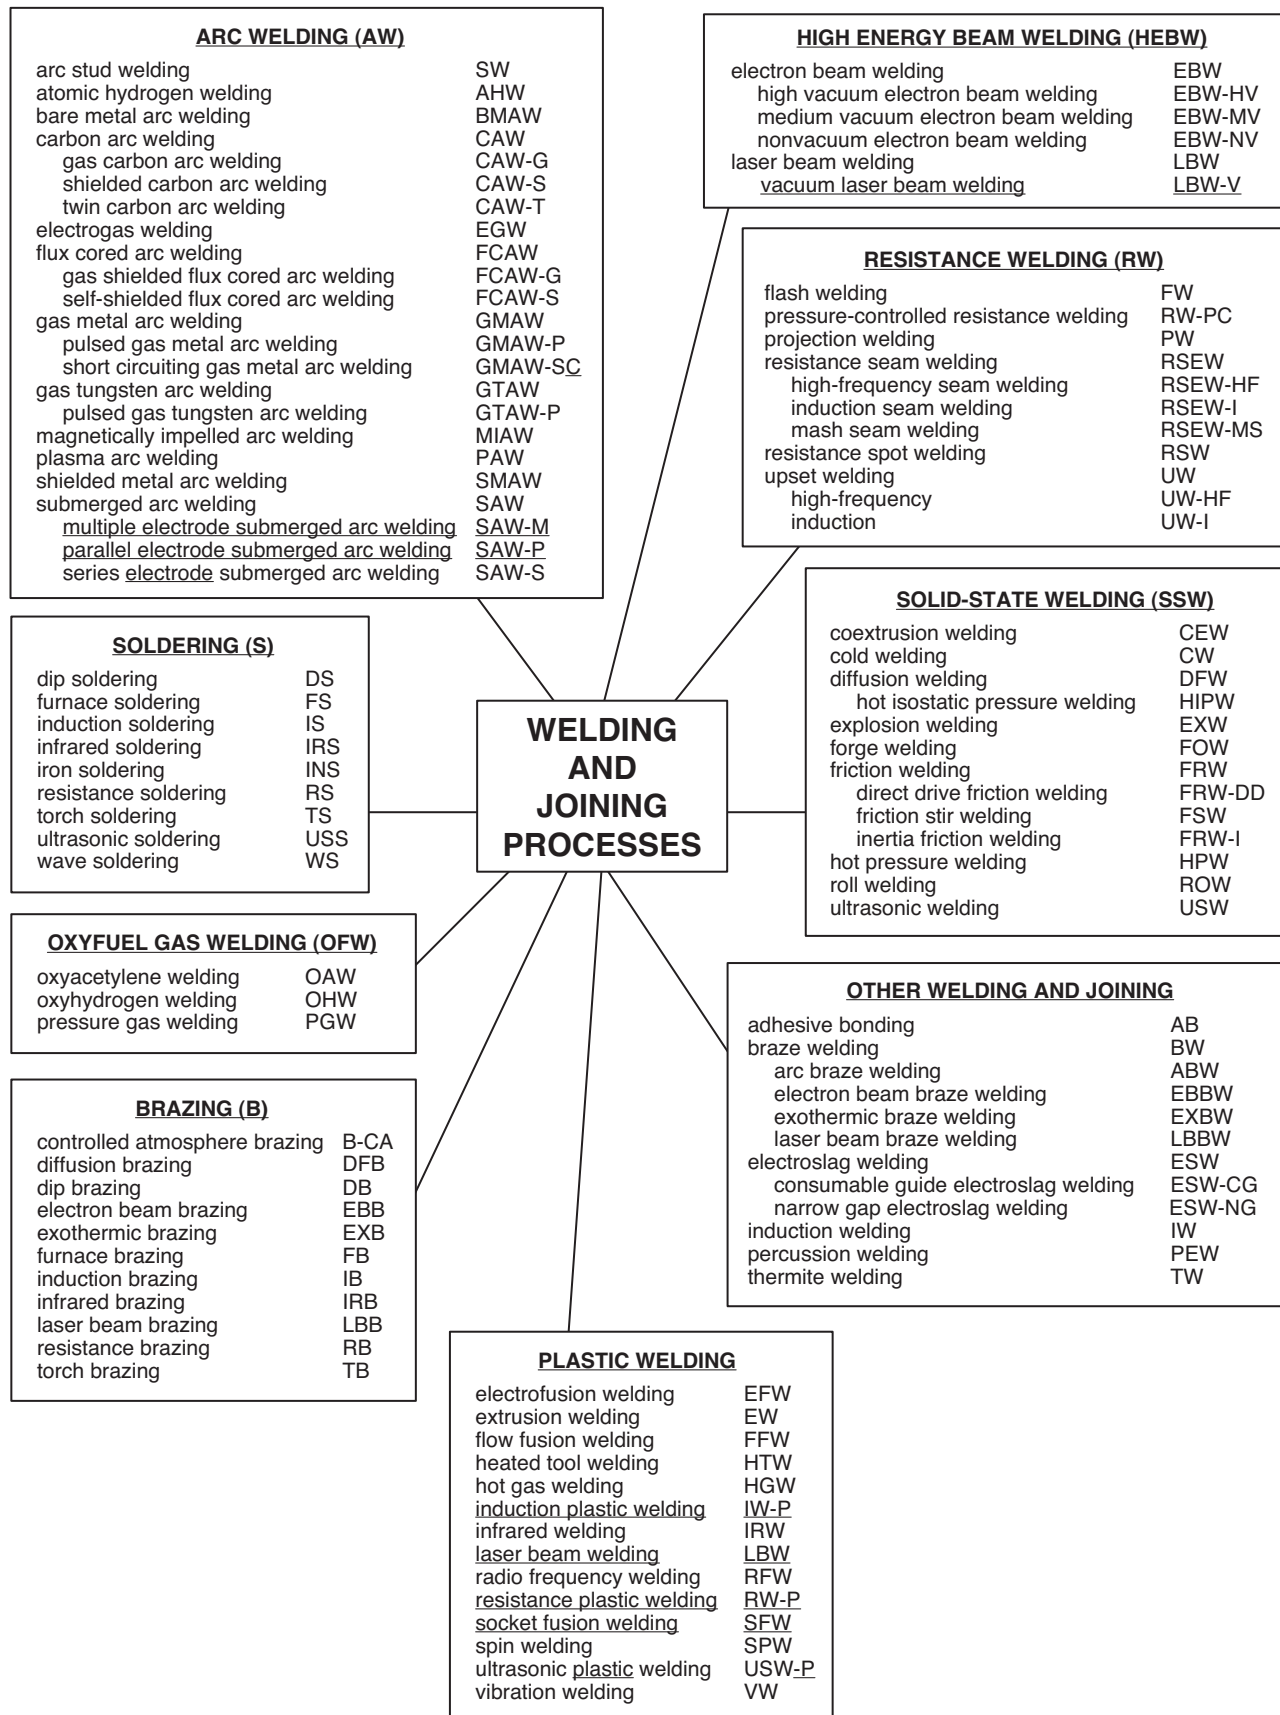 ARC WELDING (AW)
arc stud welding SW
atomic hydrogen welding AHW
bare metal arc welding BMAW
carbon arc welding CAW
gas carbon arc welding CAW-G
shielded carbon arc welding CAW-S
twin carbon arc welding CAW-T
electrogas welding EGW
flux cored arc welding FCAW
gas shielded flux cored arc welding FCAW-G
self-shielded flux cored arc welding FCAW-S
gas metal arc welding GMAW
pulsed gas metal arc welding GMAW-P
short circuiting gas metal arc welding GMAW-SC
gas tungsten arc welding GTAW
pulsed gas tungsten arc welding GTAW-P
magnetically impelled arc welding MIAW
plasma arc welding PAW
shielded metal arc welding SMAW
submerged arc welding SAW
multiple electrode submerged arc welding SAW-M
parallel electrode submerged arc welding SAW-P
series electrode submerged arc welding SAW-S
HIGH ENERGY BEAM WELDING (HEBW)
electron beam welding EBW
high vacuum electron beam welding EBW-HV
medium vacuum electron beam welding EBW-MV
nonvacuum electron beam welding EBW-NV
laser beam welding LBW
vacuum laser beam welding LBW-V
RESISTANCE WELDING (RW)
flash welding FW
pressure-controlled resistance welding RW-PC
projection welding PW
resistance seam welding RSEW
high-frequency seam welding RSEW-HF
induction seam welding RSEW-I
mash seam welding RSEW-MS
resistance spot welding RSW
upset welding UW
high-frequency UW-HF
induction UW-I
SOLDERING (S)
dip soldering DS
furnace soldering FS
induction soldering IS
infrared soldering IRS
iron soldering INS
resistance soldering RS
torch soldering TS
ultrasonic soldering USS
wave soldering WS
WELDING
AND
JOINING
PROCESSES
SOLID-STATE WELDING (SSW)
coextrusion welding CEW
cold welding CW
diffusion welding DFW
hot isostatic pressure welding HIPW
explosion welding EXW
forge welding FOW
friction welding FRW
direct drive friction welding FRW-DD
friction stir welding FSW
inertia friction welding FRW-I
hot pressure welding HPW
roll welding ROW
ultrasonic welding USW
OXYFUEL GAS WELDING (OFW)
oxyacetylene welding OAW
oxyhydrogen welding OHW
pressure gas welding PGW
OTHER WELDING AND JOINING
adhesive bonding AB
braze welding BW
arc braze welding ABW
electron beam braze welding EBBW
exothermic braze welding EXBW
laser beam braze welding LBBW
electroslag welding ESW
consumable guide electroslag welding ESW-CG
narrow gap electroslag welding ESW-NG
induction welding IW
percussion welding PEW
thermite welding TW
BRAZING (B)
controlled atmosphere brazing B-CA
diffusion brazing DFB
dip brazing DB
electron beam brazing EBB
exothermic brazing EXB
furnace brazing FB
induction brazing IB
infrared brazing IRB
laser beam brazing LBB
resistance brazing RB
torch brazing TB
PLASTIC WELDING
electrofusion welding EFW
extrusion welding EW
flow fusion welding FFW
heated tool welding HTW
hot gas welding HGW
induction plastic welding IW-P
infrared welding IRW
laser beam welding LBW
radio frequency welding RFW
resistance plastic welding RW-P
socket fusion welding SFW
spin welding SPW
ultrasonic plastic welding USW-P
vibration welding VW